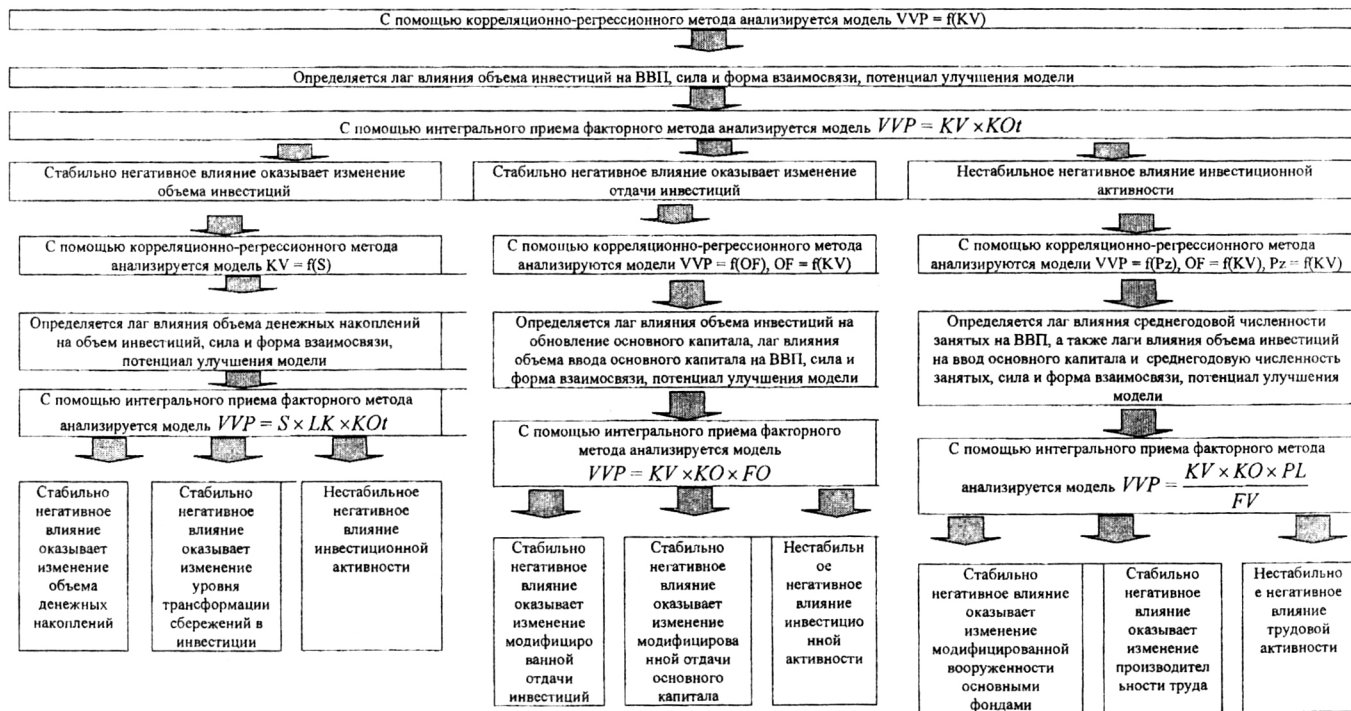 С помощью корреляционно-регрессионного метода анализируется модель VVP = f(KV)
Определяется лаг влияния объема инвестиций на ВВП, сила и форма взаимосвязи, потенциал улучшения модели
С помощью интегрального приема факторного метода анализируется модель VVP = KV × KOt
Стабильно негативное влияние оказывает изменение
объема инвестиций
Стабильно негативное влияние оказывает изменение
отдачи инвестиций
Нестабильное негативное влияние инвестиционной
активности
С помощью корреляционно-регрессионного метода
анализируется модель KV = f(S)
С помощью корреляционно-регрессионного метода
анализируются модели VVP = f(OF), OF = f(KV)
С помощью корреляционно-регрессионного метода
анализируются модели VVP = f(Pz), OF = f(KV), Pz = f(KV)
Определяется лаг влияния объема денежных накоплений
на объем инвестиций, сила и форма взаимосвязи,
потенциал улучшения модели
Определяется лаг влияния объема инвестиций на
обновление основного капитала, лаг влияния
объема ввода основного капитала на ВВП, сила и
форма взаимосвязи, потенциал улучшения модели
Определяется лаг влияния среднегодовой численности
занятых на ВВП, а также лаги влияния объема инвестиций
на ввод основного капитала и среднегодовую численность
занятых, сила и форма взаимосвязи, потенциал улучшения
модели
С помощью интегрального приема факторного метода
анализируется модель VVP = S × LK × KOt
С помощью интегрального приема факторного
метода анализируется модель
VVP = KV × KO × FO
С помощью интегрального приема факторного метода
KV × KO × PL
анализируется модель VVP =
FV
Стабильно
негативное
влияние
оказывает
изменение
объема
денежных
накоплений
Стабильно
негативное
влияние
оказывает
изменение
уровня
трансформации
сбережений в
инвестиции
Нестабильное
негативное
влияние
инвестиционной
активности
Стабильно
негативное
влияние
оказывает
изменение
модифициро
ванной
отдачи
инвестиций
Стабильно
негативное
влияние
оказывает
изменение
модифицирова
нной отдачи
основного
капитала
Нестабильн
ое
негативное
влияние
инвестицио
нной
активности
Стабильно
негативное влияние
оказывает
изменение
модифицированной
вооруженности
основными
фондами
Стабильно
негативное
влияние
оказывает
изменение
производител
ьности труда
Нестабильно
е негативное
влияние
трудовой
активности